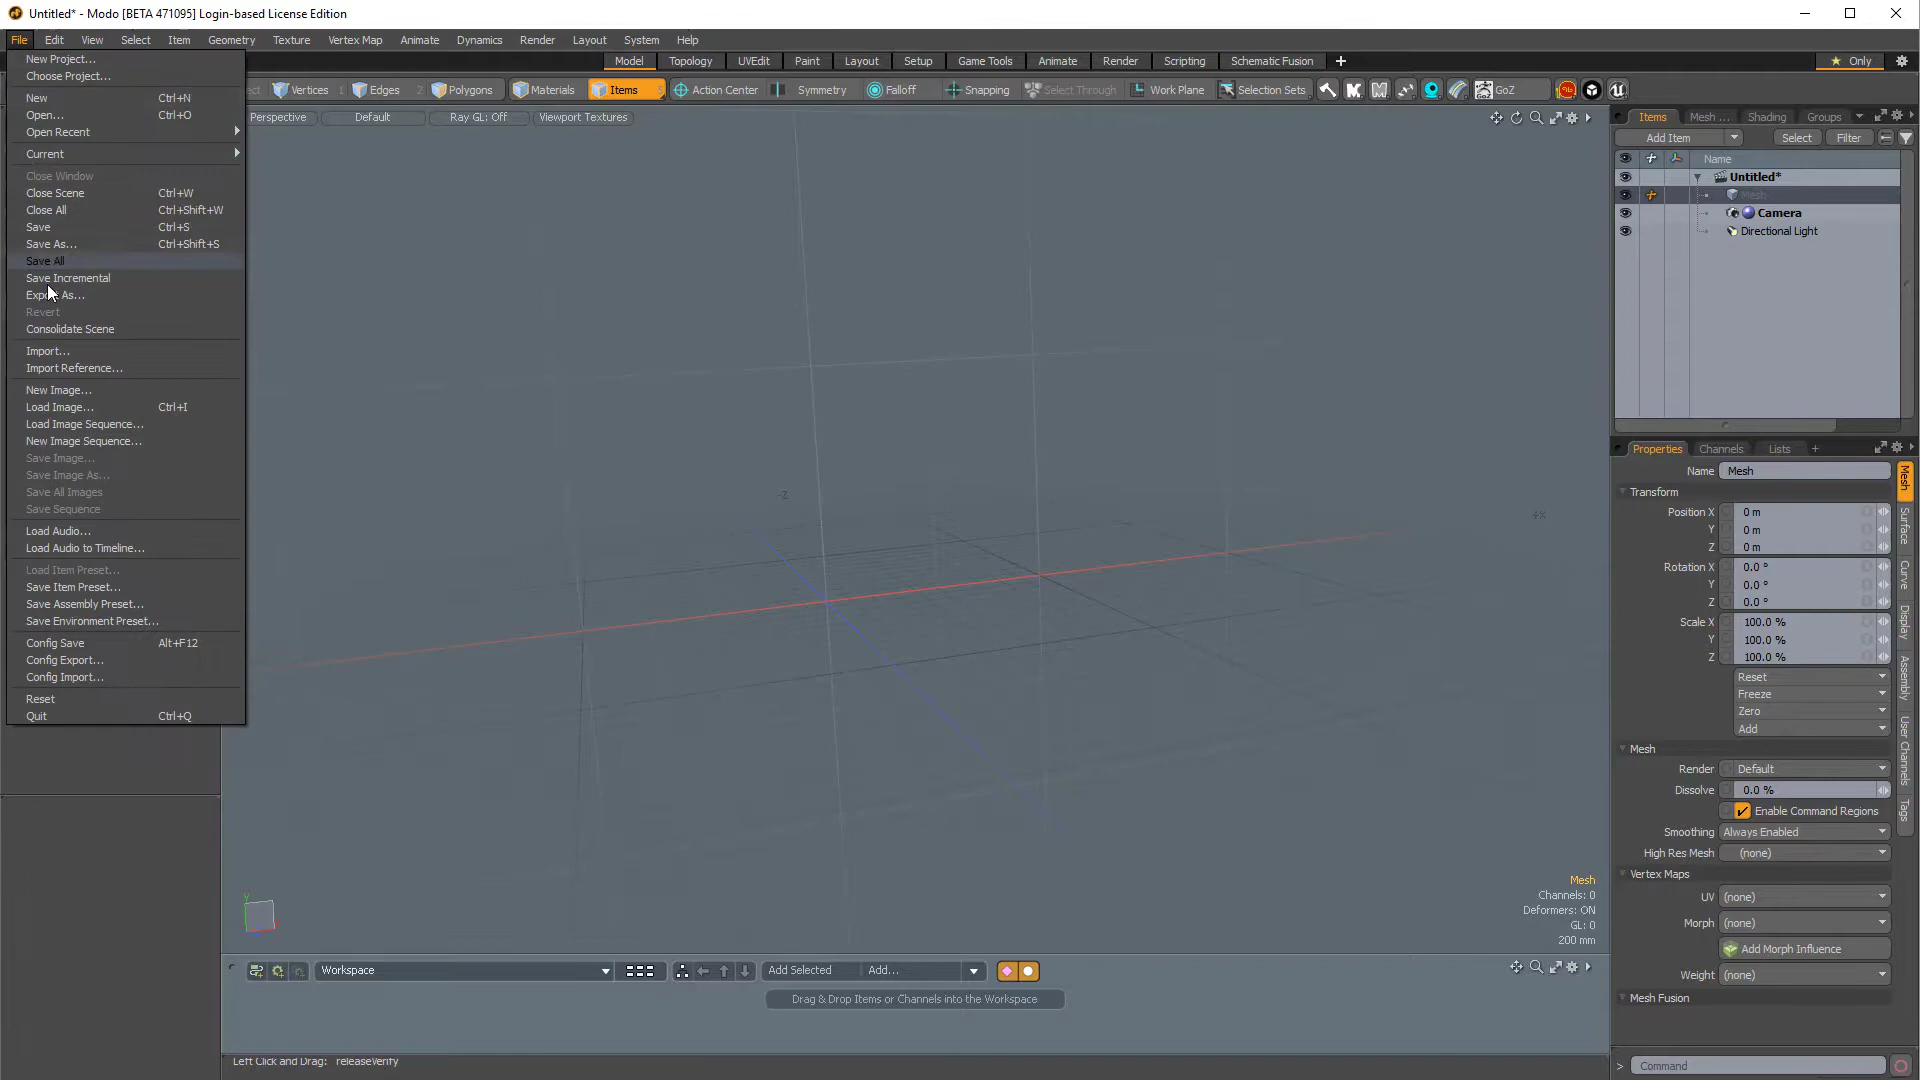 Untitled* - Modo [BETA 471095] Login-based License Edition
File Edit View Select Item Geometry Texture Vertex Map Animate Dynamics Render Layout System Help
Model Topology UVEdit Paint Layout Setup Game Tools Animate Render Schematic Fusion Scripting + Only
Vertices Edges Polygons Materials Items 5 Action Center Symmetry Falloff Snapping Select Through Work Plane Selection Sets GoZ
Perspective Default Ray GL: Off Viewport Textures
New Project...
Choose Project...
New Ctrl+N
Open... Ctrl+O
Open Recent
Current
Close Window
Close Scene Ctrl+W
Close All Ctrl+Shift+W
Save Ctrl+S
Save As... Ctrl+Shift+S
Save All
Save Incremental
Export As...
Revert
Consolidate Scene
Import...
Import Reference...
New Image...
Load Image... Ctrl+I
Load Image Sequence...
New Image Sequence...
Save Image...
Save Image As...
Save All Images
Save Sequence
Load Audio...
Load Audio to Timeline...
Load Item Preset...
Save Item Preset...
Save Assembly Preset...
Save Environment Preset...
Config Save Alt+F12
Config Export...
Config Import...
Reset
Quit Ctrl+Q
-Z
+X
Y
Mesh
Channels: 0
Deformers: ON
GL: 0
200 mm
Workspace Add Selected Add...
Drag & Drop Items or Channels into the Workspace
Left Click and Drag: releaseVerify
Items Mesh ... Shading Groups
Add Item Select Filter
Name
Untitled*
Mesh
Camera
Directional Light
Properties Channels Lists +
Name Mesh
Transform
Position X 0 m
Y 0 m
Z 0 m
Rotation X 0.0 °
Y 0.0 °
Z 0.0 °
Scale X 100.0 %
Y 100.0 %
Z 100.0 %
Reset
Freeze
Zero
Add
Mesh
Render Default
Dissolve 0.0 %
Enable Command Regions
Smoothing Always Enabled
High Res Mesh (none)
Vertex Maps
UV (none)
Morph (none)
Add Morph Influence
Weight (none)
Mesh Fusion
Mesh
Surface
Curve
Display
Assembly
User Channels
Tags
> Command